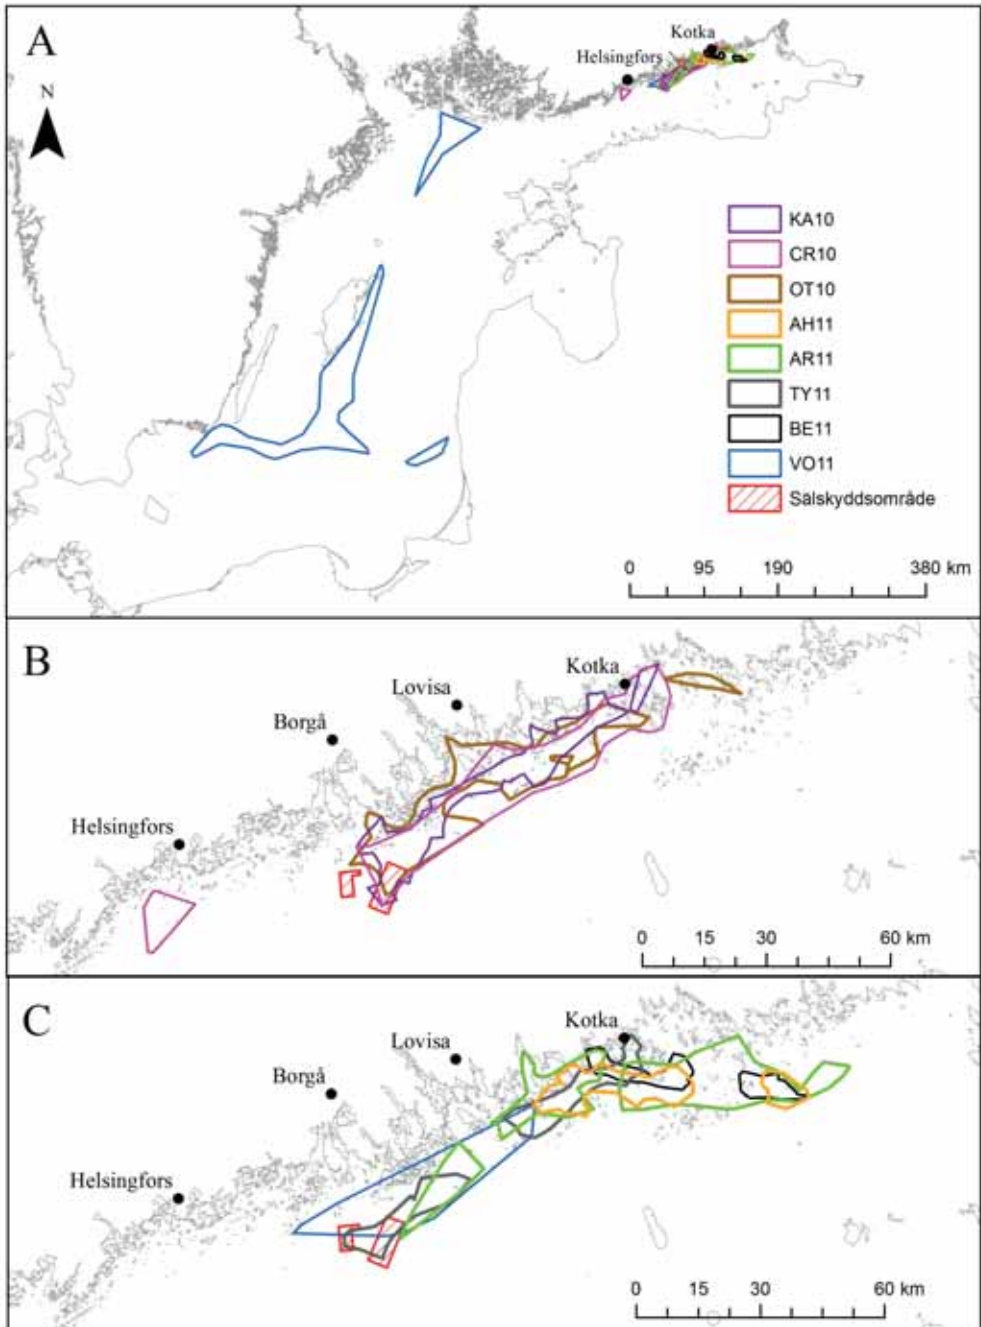 A
N
Kotka
Helsingfors
KA10
CR10
OT10
AH11
AR11
TY11
BE11
VO11
Sälskyddsområde
0 95 190 380 km
B
Kotka
Lovisa
Borgå
Helsingfors
0 15 30 60 km
C
Kotka
Lovisa
Borgå
Helsingfors
0 15 30 60 km